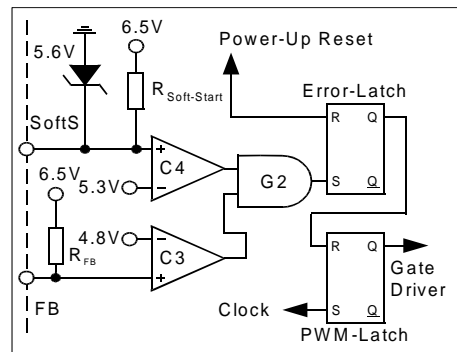 6.5V
Power-Up Reset
5.6V
R Soft-Start
Error-Latch
SoftS
R Q
6.5V
C4
G2
5.3V
S Q
4.8V
R FB
C3
R Q
Gate
Driver
FB
Clock
S Q
PWM-Latch